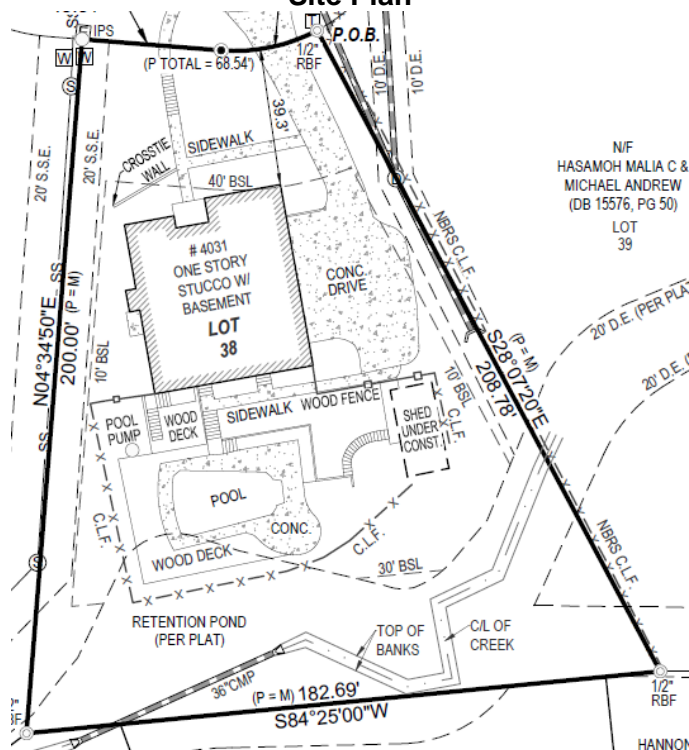 Site Plan
IPS
T
P.O.B.
W W
S
(P TOTAL = 68.54')
1/2"
RBF
10' D.E.
10' D.E.
39.3'
20' S.S.E.
20' S.S.E.
CROSSTIE
WALL
SIDEWALK
40' BSL
N/F
HASAMOH MALIA C &
MICHAEL ANDREW
(DB 15576, PG 50)
LOT
39
D
NBRS C.L.F.
# 4031
ONE STORY
STUCCO W/
BASEMENT
LOT
38
CONC.
DRIVE
SS
N04°34'50"E
200.00' (P = M)
10' BSL
(P = M)
S28°07'20"E
208.78'
20' D.E. (PER PLAT
20' D.E. (
10' BSL
C.L.F.
POOL
PUMP
WOOD
DECK
SIDEWALK
WOOD FENCE
SHED
UNDER
CONST.
SS
C.L.F.
POOL
CONC.
WOOD DECK
C.L.F.
NBRS C.L.F.
S
30' BSL
RETENTION POND
(PER PLAT)
TOP OF
BANKS
C/L OF
CREEK
36"CMP
(P = M) 182.69'
S84°25'00"W
1/2"
RBF
HANNON